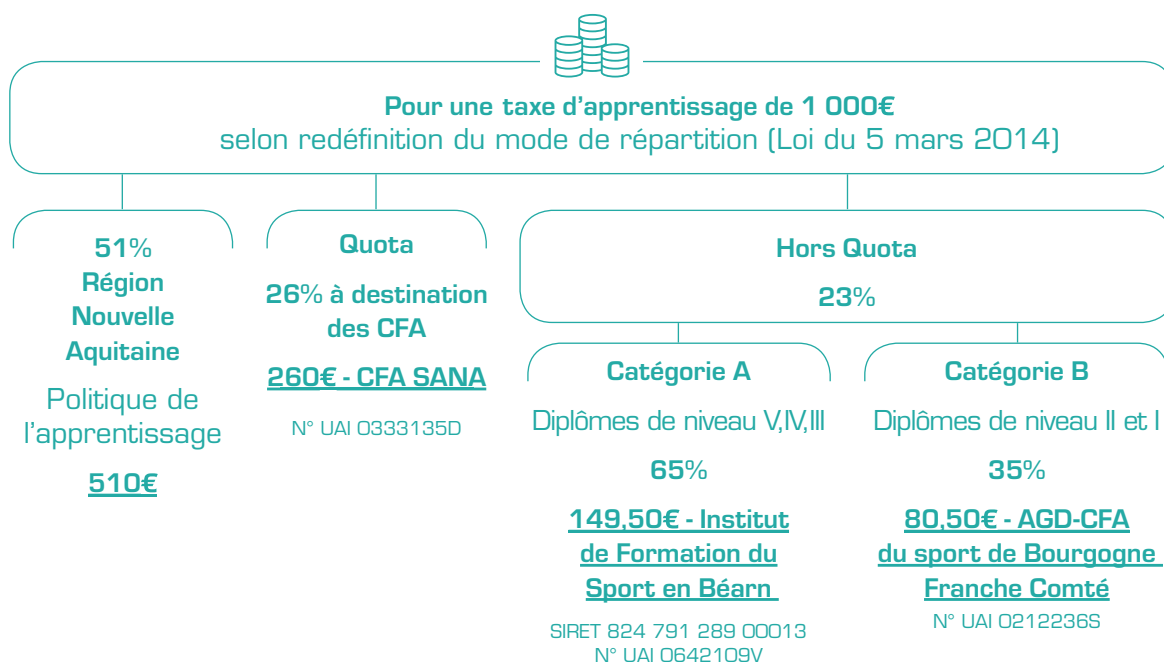 Pour une taxe d'apprentissage de 1 000€
selon redéfinition du mode de répartition (Loi du 5 mars 2014)
51%
Région
Nouvelle
Aquitaine
Politique de
l'apprentissage
510€
Quota
26% à destination
des CFA
260€ - CFA SANA
N° UAI 0333135D
Hors Quota
23%
Catégorie A
Diplômes de niveau V,IV,III
65%
149,50€ - Institut
de Formation du
Sport en Béarn
SIRET 824 791 289 00013
N° UAI 0642109V
Catégorie B
Diplômes de niveau II et I
35%
80,50€ - AGD-CFA
du sport de Bourgogne
Franche Comté
N° UAI 0212236S